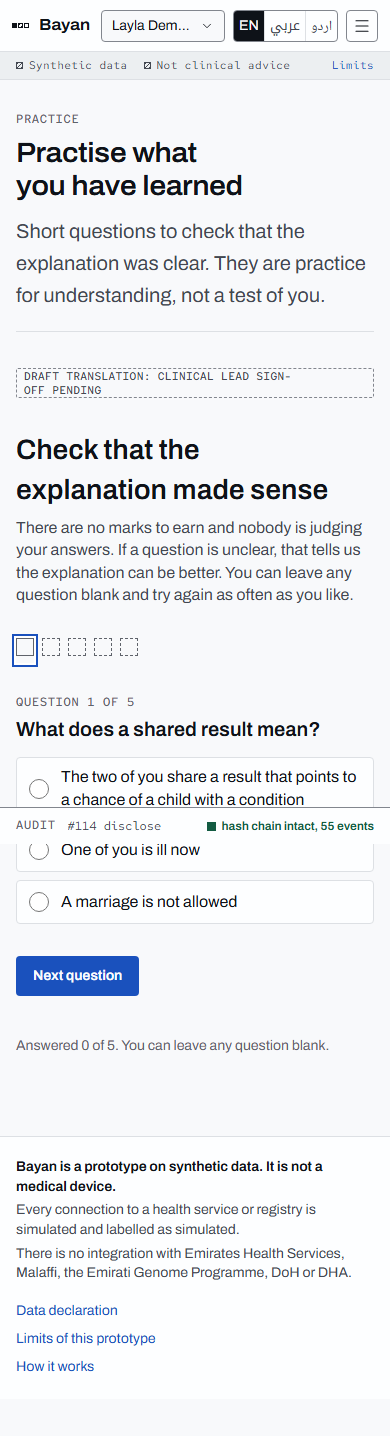 Bayan
Layla Dem...
EN
عربي
اردو
Synthetic data
Not clinical advice
Limits
PRACTICE
Practise what
you have learned
Short questions to check that the
explanation was clear. They are practice
for understanding, not a test of you.
DRAFT TRANSLATION: CLINICAL LEAD SIGN-
OFF PENDING
Check that the
explanation made sense
There are no marks to earn and nobody is judging
your answers. If a question is unclear, that tells us
the explanation can be better. You can leave any
question blank and try again as often as you like.
QUESTION 1 OF 5
What does a shared result mean?
The two of you share a result that points to
a chance of a child with a condition
AUDIT #114 disclose
hash chain intact, 55 events
One of you is ill now
A marriage is not allowed
Next question
Answered 0 of 5. You can leave any question blank.
Bayan is a prototype on synthetic data. It is not a
medical device.
Every connection to a health service or registry is
simulated and labelled as simulated.
There is no integration with Emirates Health Services,
Malaffi, the Emirati Genome Programme, DoH or DHA.
Data declaration
Limits of this prototype
How it works